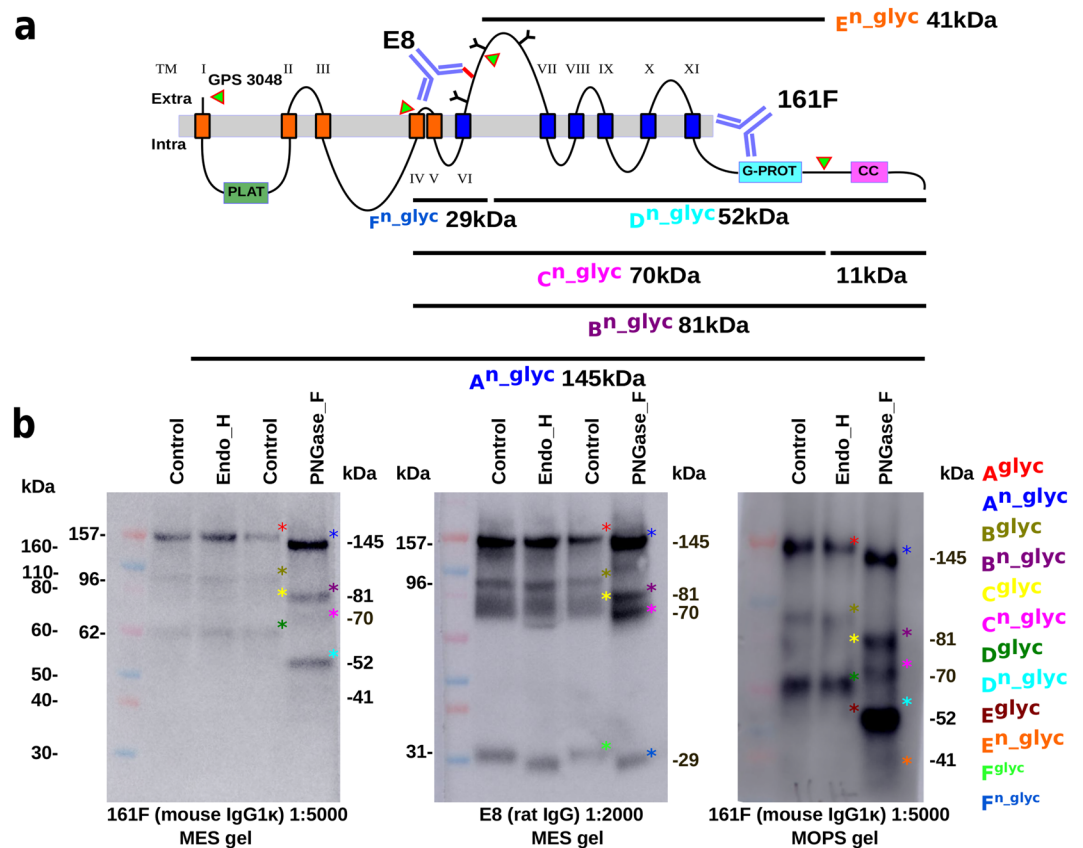 a
E8
En_glyc 41kDa
TM I II III VII VIII IX X XI
GPS 3048
Extra
161F
Intra
G-PROT CC
PLAT
IV V VI
Fn_glyc 29kDa
Dn_glyc 52kDa
Cn_glyc 70kDa
11kDa
Bn_glyc 81kDa
An_glyc 145kDa
b
Control Endo_H Control PNGase_F
kDa
kDa
157-
160-
110-
96-
80-
60-
62-
50-
40-
30-
-145
-81
-70
-52
-41
161F (mouse IgG1κ) 1:5000
MES gel
Control Endo_H Control PNGase_F
kDa
kDa
157-
96-
31-
-145
-81
-70
-29
E8 (rat IgG) 1:2000
MES gel
Control Endo_H PNGase_F
kDa
-145
-81
-70
-52
-41
161F (mouse IgG1κ) 1:5000
MOPS gel
Aglyc
An_glyc
Bglyc
Bn_glyc
Cglyc
Cn_glyc
Dglyc
Dn_glyc
Eglyc
En_glyc
Fglyc
Fn_glyc